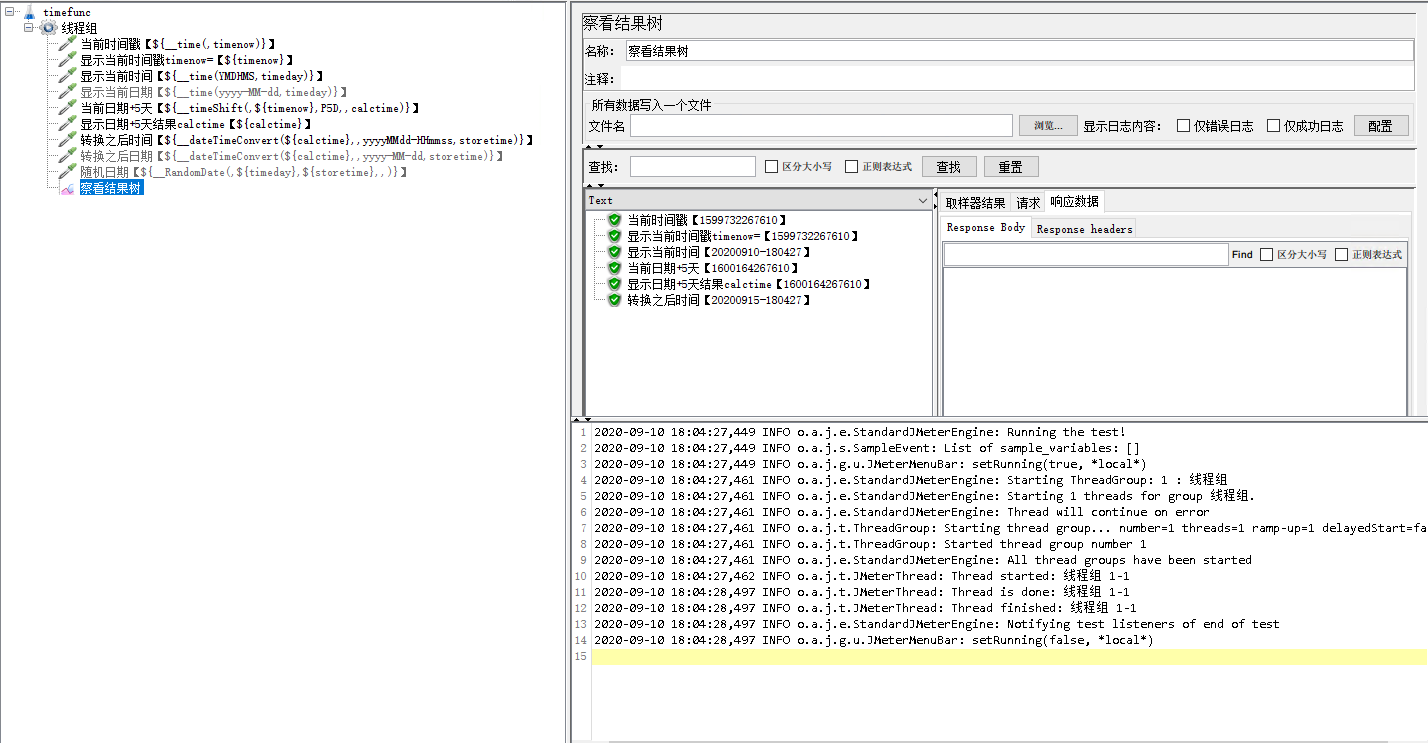 timefunc
线程组
当前时间戳【${__time(,timenow)}】
显示当前时间戳timenow=【${timenow}】
显示当前时间【${__time(YMDHMS,timeday)}】
显示当前日期【${__time(yyyy-MM-dd,timeday)}】
当前日期+5天【${__timeShift(,${timenow},P5D,,calctime)}】
显示日期+5天结果calctime【${calctime}】
转换之后时间【${__dateTimeConvert(${calctime},,yyyyMMdd-HHmmss,storetime)}】
转换之后日期【${__dateTimeConvert(${calctime},,yyyy-MM-dd,storetime)}】
随机日期【${__RandomDate(,${timeday},${storetime},,)}】
察看结果树
察看结果树
名称： 察看结果树
注释：
所有数据写入一个文件
文件名 浏览... 显示日志内容： 仅错误日志 仅成功日志 配置
查找： 区分大小写 正则表达式 查找 重置
Text
当前时间戳【1599732267610】
显示当前时间戳timenow=【1599732267610】
显示当前时间【20200910-180427】
当前日期+5天【1600164267610】
显示日期+5天结果calctime【1600164267610】
转换之后时间【20200915-180427】
取样器结果 请求 响应数据
Response Body Response headers
Find 区分大小写 正则表达式
1 2020-09-10 18:04:27,449 INFO o.a.j.e.StandardJMeterEngine: Running the test!
2 2020-09-10 18:04:27,449 INFO o.a.j.s.SampleEvent: List of sample_variables: []
3 2020-09-10 18:04:27,449 INFO o.a.j.g.u.JMeterMenuBar: setRunning(true, *local*)
4 2020-09-10 18:04:27,461 INFO o.a.j.e.StandardJMeterEngine: Starting ThreadGroup: 1 : 线程组
5 2020-09-10 18:04:27,461 INFO o.a.j.e.StandardJMeterEngine: Starting 1 threads for group 线程组.
6 2020-09-10 18:04:27,461 INFO o.a.j.e.StandardJMeterEngine: Thread will continue on error
7 2020-09-10 18:04:27,461 INFO o.a.j.t.ThreadGroup: Starting thread group... number=1 threads=1 ramp-up=1 delayedStart=fa
8 2020-09-10 18:04:27,461 INFO o.a.j.t.ThreadGroup: Started thread group number 1
9 2020-09-10 18:04:27,461 INFO o.a.j.e.StandardJMeterEngine: All thread groups have been started
10 2020-09-10 18:04:27,462 INFO o.a.j.t.JMeterThread: Thread started: 线程组 1-1
11 2020-09-10 18:04:28,497 INFO o.a.j.t.JMeterThread: Thread is done: 线程组 1-1
12 2020-09-10 18:04:28,497 INFO o.a.j.t.JMeterThread: Thread finished: 线程组 1-1
13 2020-09-10 18:04:28,497 INFO o.a.j.e.StandardJMeterEngine: Notifying test listeners of end of test
14 2020-09-10 18:04:28,497 INFO o.a.j.g.u.JMeterMenuBar: setRunning(false, *local*)
15